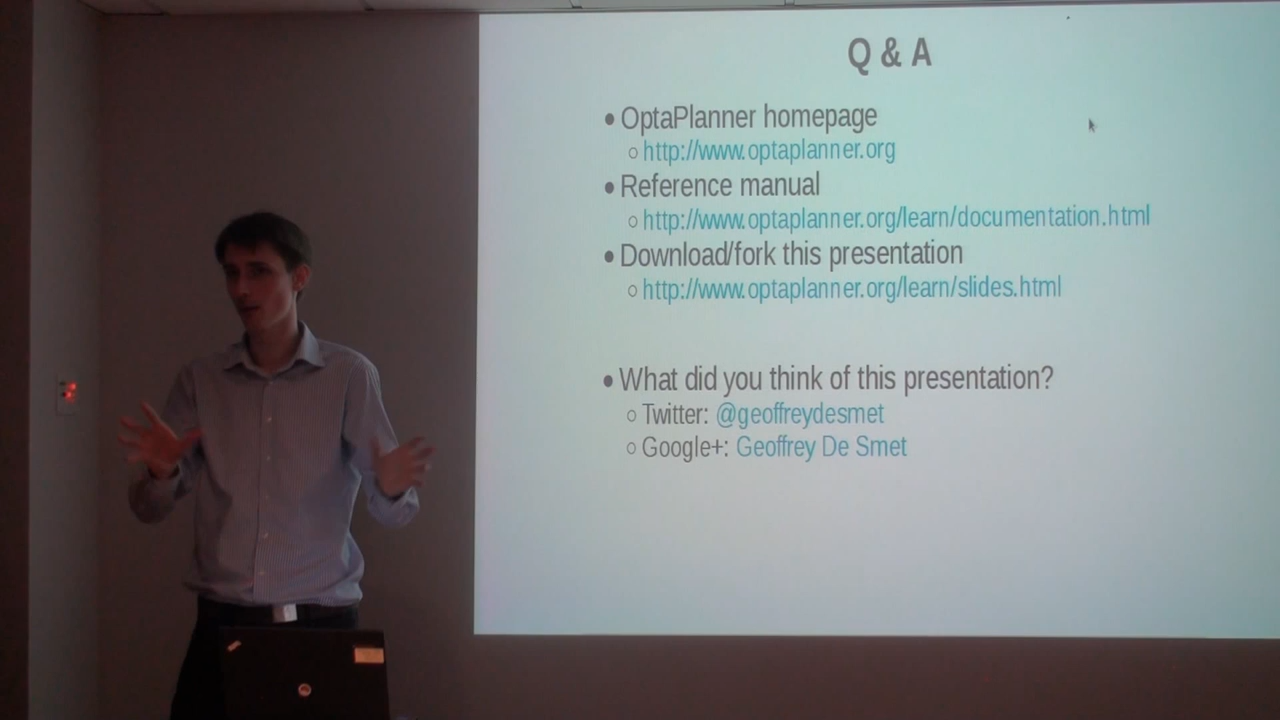 Q & A
• OptaPlanner homepage
○ http://www.optaplanner.org
• Reference manual
○ http://www.optaplanner.org/learn/documentation.html
• Download/fork this presentation
○ http://www.optaplanner.org/learn/slides.html
• What did you think of this presentation?
○ Twitter: @geoffreydesmet
○ Google+: Geoffrey De Smet